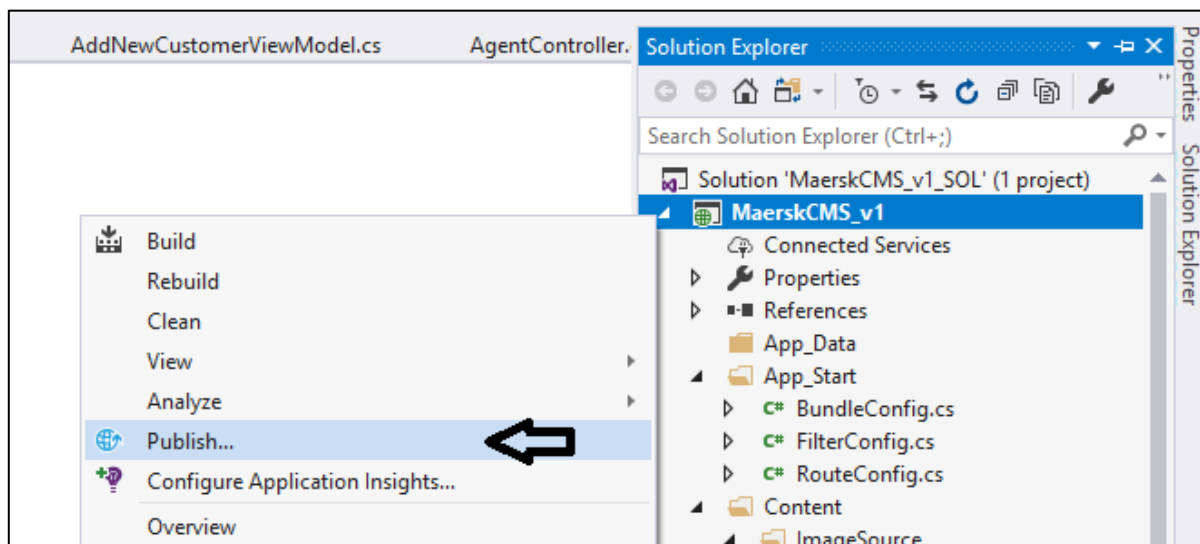 AddNewCustomerViewModel.cs
AgentController.
Solution Explorer
Search Solution Explorer (Ctrl+;)
Solution 'MaerskCMS_v1_SOL' (1 project)
MaerskCMS_v1
Connected Services
Properties
References
App_Data
App_Start
C# BundleConfig.cs
C# FilterConfig.cs
C# RouteConfig.cs
Content
ImageSource
Build
Rebuild
Clean
View
Analyze
Publish...
Configure Application Insights...
Overview
Properties
Solution Explorer